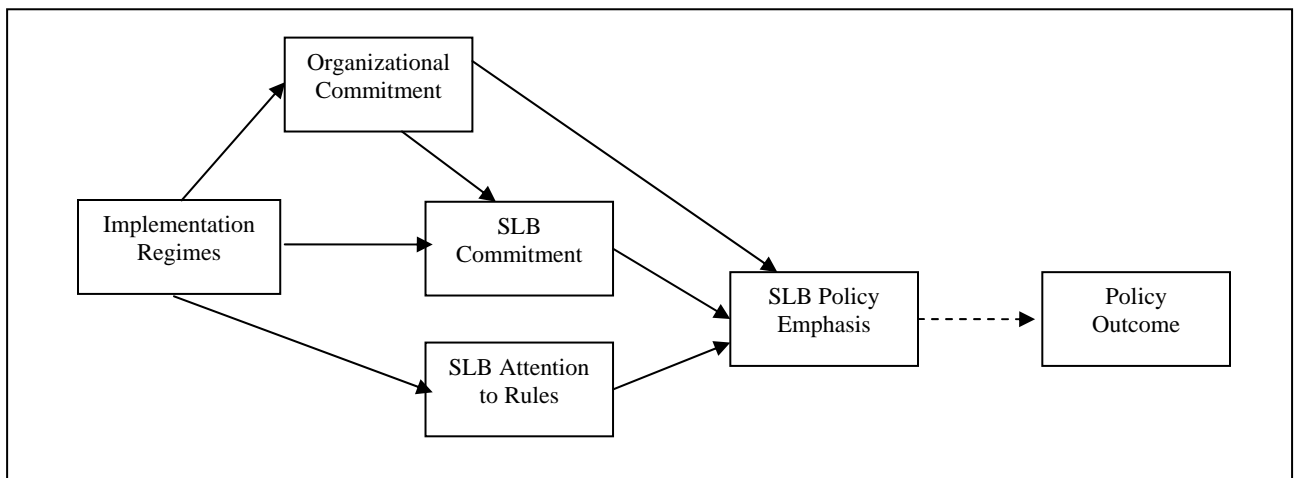 Organizational
Commitment
Implementation
Regimes
SLB
Commitment
SLB Attention
to Rules
SLB Policy
Emphasis
Policy
Outcome